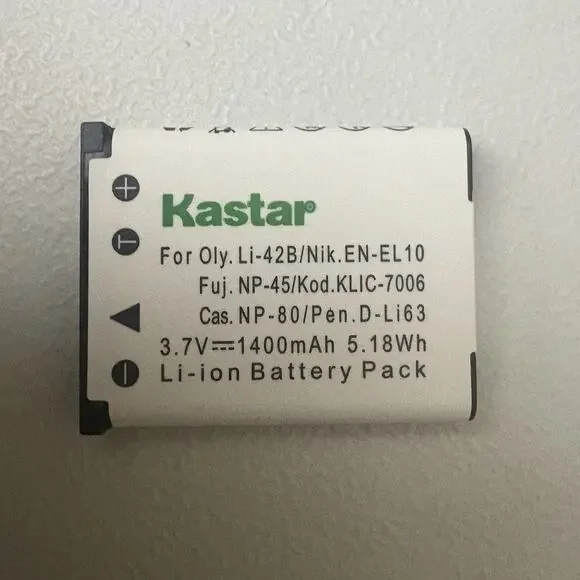 +
Kastar
T
For Oly. Li-42B/Nik.EN-EL10
Fuj. NP-45/Kod.KLIC-7006
Cas. NP-80/Pen.D-Li63
3.7V⎓1400mAh 5.18Wh
−
Li-ion Battery Pack